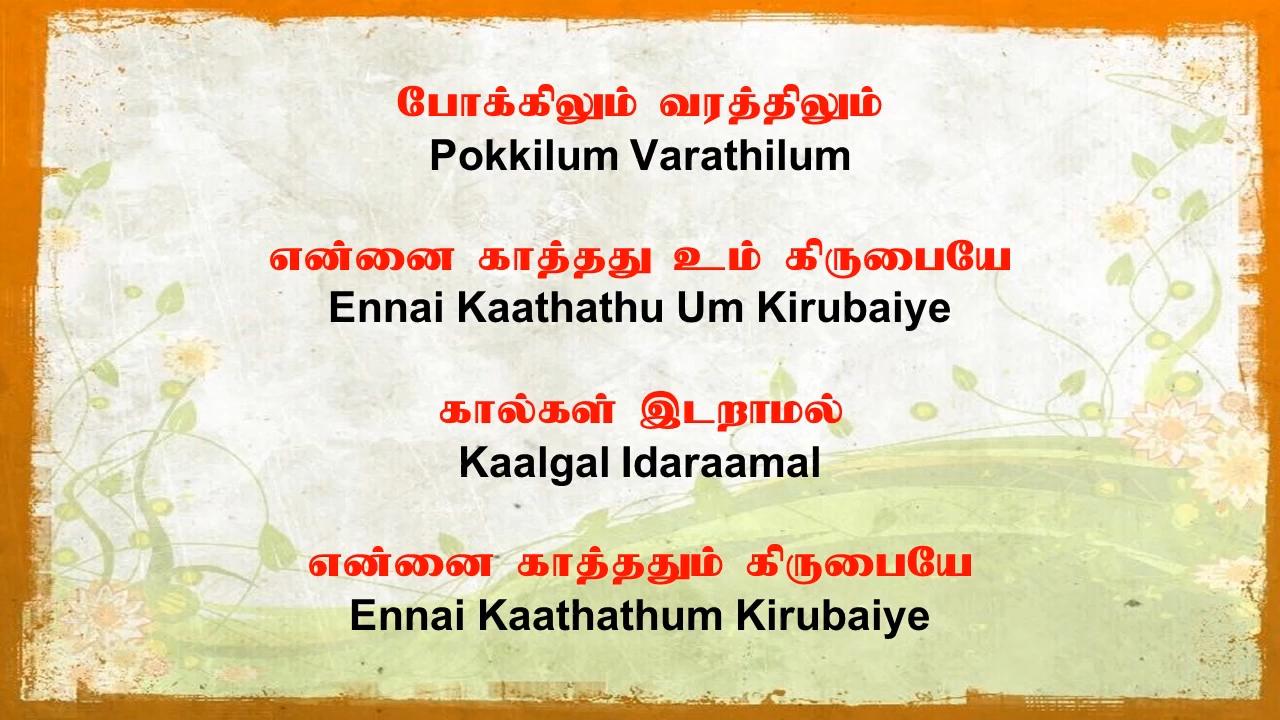 போக்கிலும் வரத்திலும்
Pokkilum Varathilum
என்னை காத்தது உம் கிருபையே
Ennai Kaathathu Um Kirubaiye
கால்கள் இடறாமல்
Kaalgal Idaraamal
என்னை காத்ததும் கிருபையே
Ennai Kaathathum Kirubaiye